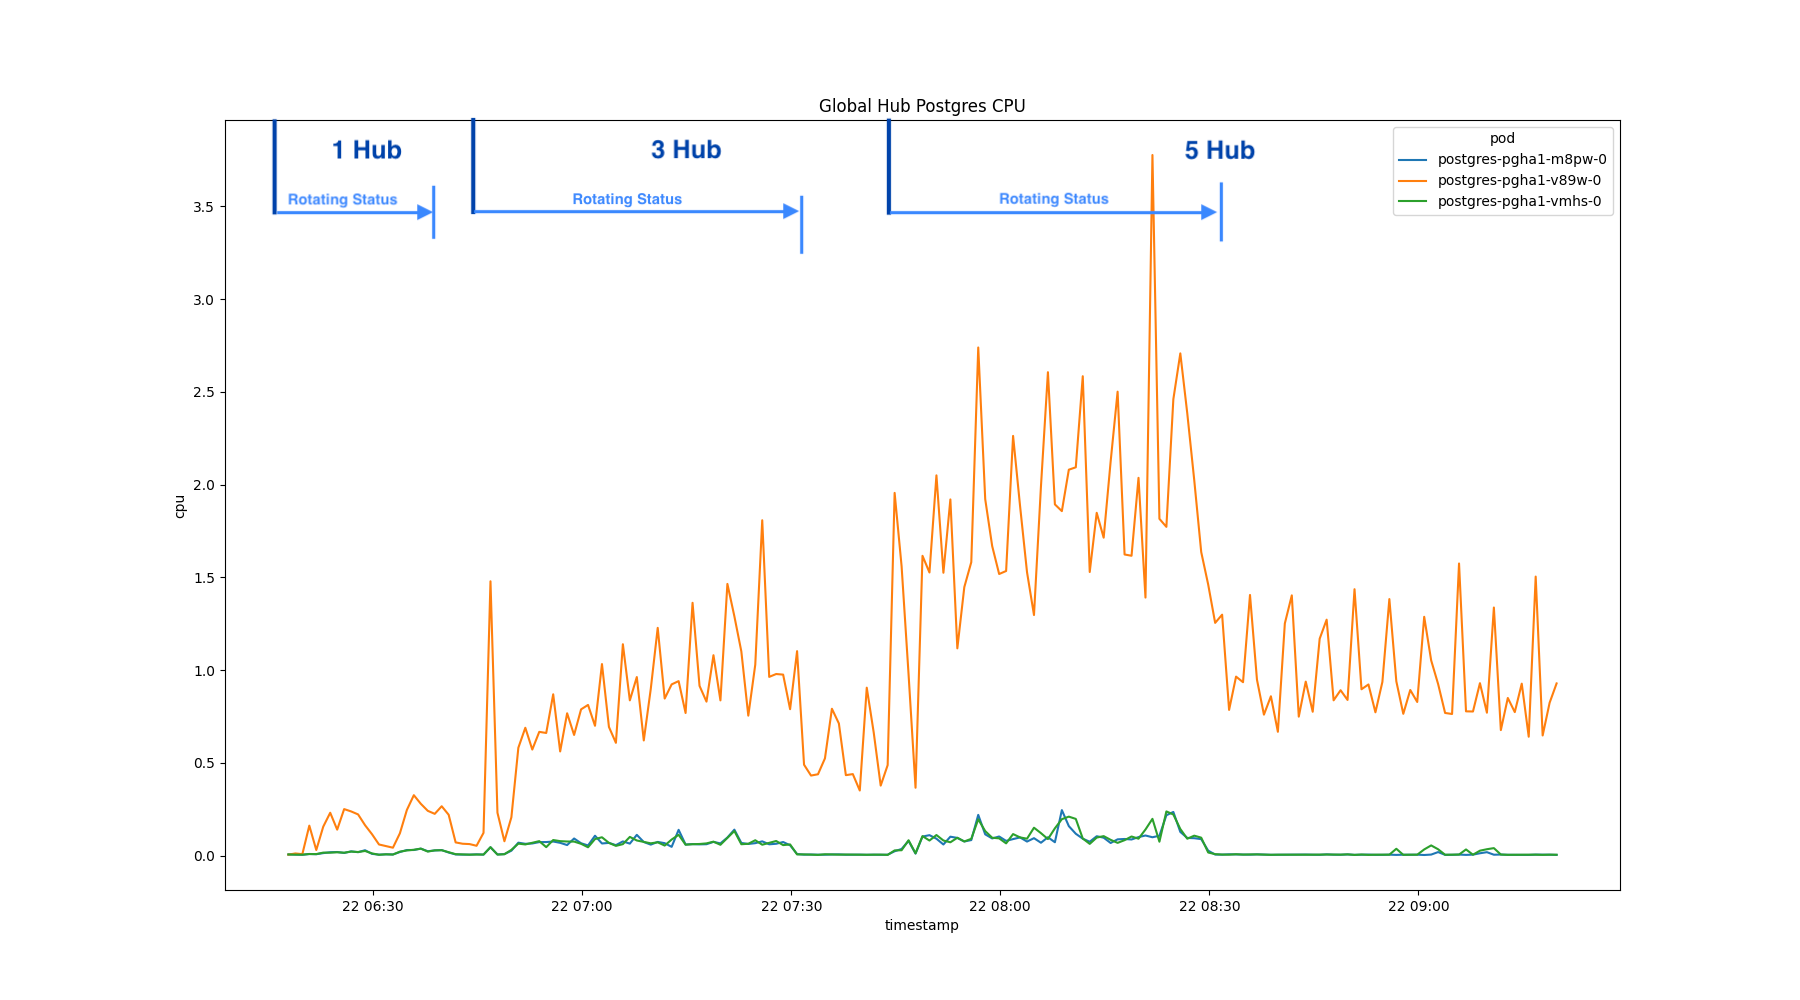 Global Hub Postgres CPU
1 Hub
3 Hub
5 Hub
Rotating Status
Rotating Status
Rotating Status
pod
postgres-pgha1-m8pw-0
postgres-pgha1-v89w-0
postgres-pgha1-vmhs-0
3.5
3.0
2.5
2.0
1.5
1.0
0.5
0.0
cpu
22 06:30
22 07:00
22 07:30
22 08:00
22 08:30
22 09:00
timestamp